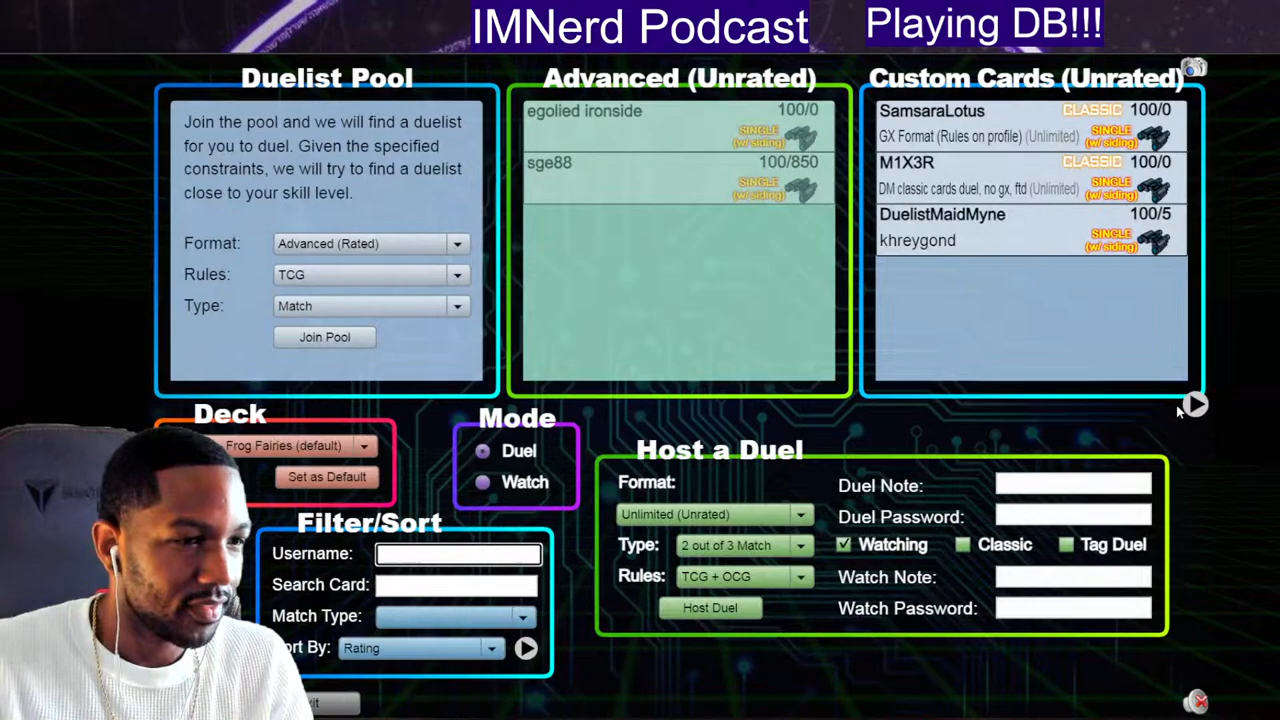 IMNerd Podcast
Playing DB!!!
Duelist Pool
Join the pool and we will find duelist
for you to duel. Given the specified
constraints, we will try to find a duelist
close to your skill level.
Format: Advanced (Rated)
Rules: TCG
Type: Match
Join Pool
Advanced (Unrated)
egolied ironside 100/0
SINGLE
(w/ siding)
sge88 100/850
SINGLE
(w/ siding)
Custom Cards (Unrated)
SamsaraLotus CLASSIC 100/0
GX Format (Rules on profile) (Unlimited) SINGLE
(w/ siding)
M1X3R CLASSIC 100/0
DM classic cards duel, no gx, ftd (Unlimited) SINGLE
(w/ siding)
DuelistMaidMyne 100/5
khreygond SINGLE
(w/ siding)
Deck
Frog Fairies (default)
Set as Default
Mode
Duel
Watch
Filter/Sort
Username:
Search Card:
Match Type:
Sort By: Rating
Host a Duel
Format:
Unlimited (Unrated)
Type: 2 out of 3 Match
Rules: TCG + OCG
Host Duel
Duel Note:
Duel Password:
Watching Classic Tag Duel
Watch Note:
Watch Password: